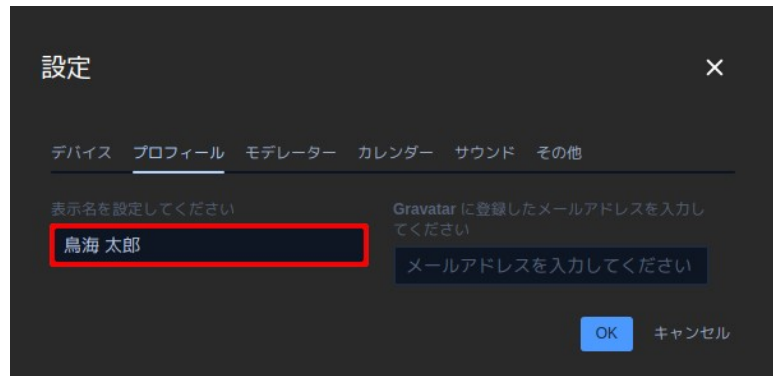 設定
デバイス プロフィール モデレーター カレンダー サウンド その他
表示名を設定してください
鳥海 太郎
Gravatar に登録したメールアドレスを入力し
てください
メールアドレスを入力してください
OK キャンセル